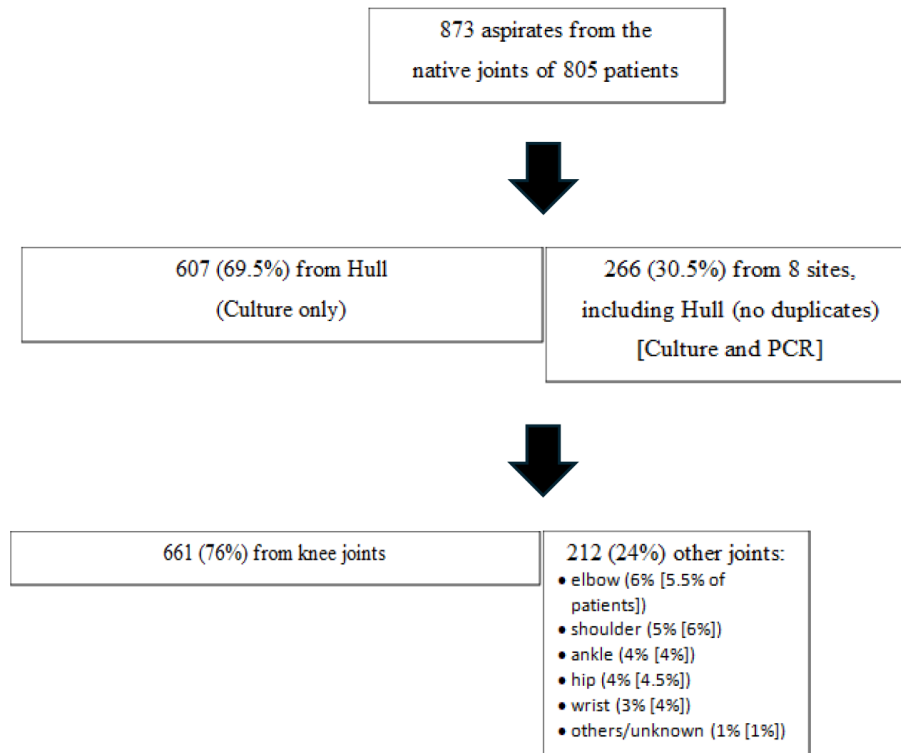 873 aspirates from the
native joints of 805 patients
607 (69.5%) from Hull
(Culture only)
266 (30.5%) from 8 sites,
including Hull (no duplicates)
[Culture and PCR]
661 (76%) from knee joints
212 (24%) other joints:
• elbow (6% [5.5% of
patients])
• shoulder (5% [6%])
• ankle (4% [4%])
• hip (4% [4.5%])
• wrist (3% [4%])
• others/unknown (1% [1%])